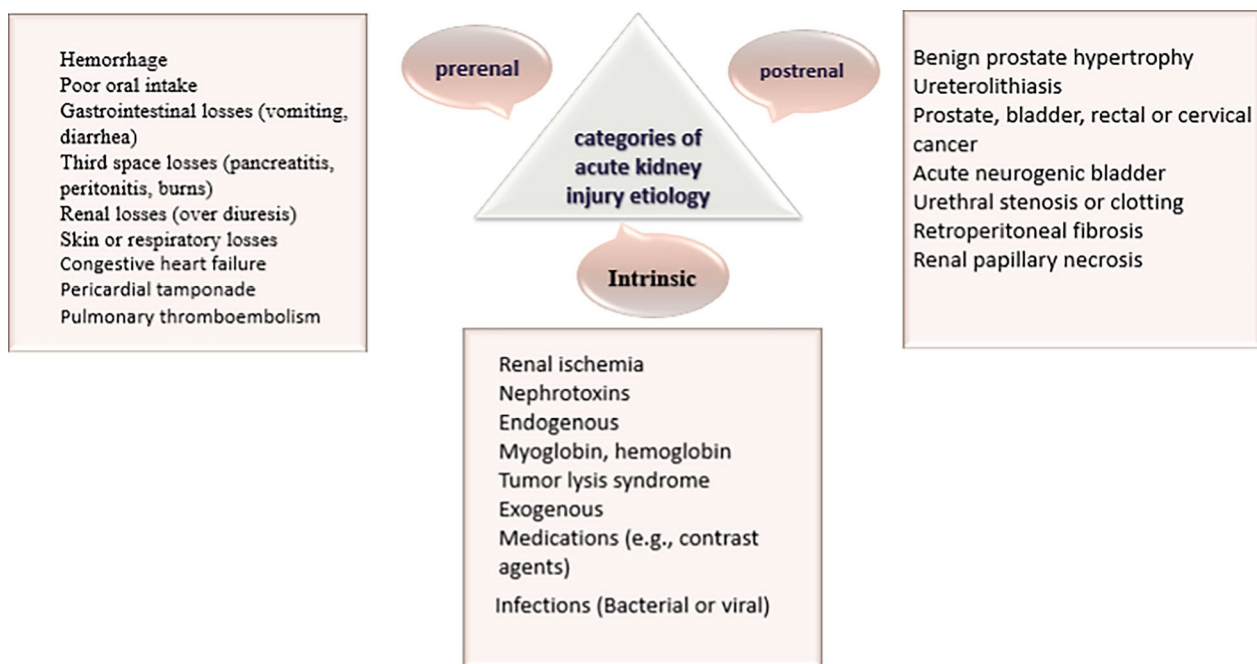 Hemorrhage
Poor oral intake
Gastrointestinal losses (vomiting,
diarrhea)
Third space losses (pancreatitis,
peritonitis, burns)
Renal losses (over diuresis)
Skin or respiratory losses
Congestive heart failure
Pericardial tamponade
Pulmonary thromboembolism
prerenal
categories of
acute kidney
injury etiology
postrenal
Benign prostate hypertrophy
Ureterolithiasis
Prostate, bladder, rectal or cervical
cancer
Acute neurogenic bladder
Urethral stenosis or clotting
Retroperitoneal fibrosis
Renal papillary necrosis
Intrinsic
Renal ischemia
Nephrotoxins
Endogenous
Myoglobin, hemoglobin
Tumor lysis syndrome
Exogenous
Medications (e.g., contrast
agents)
Infections (Bacterial or viral)